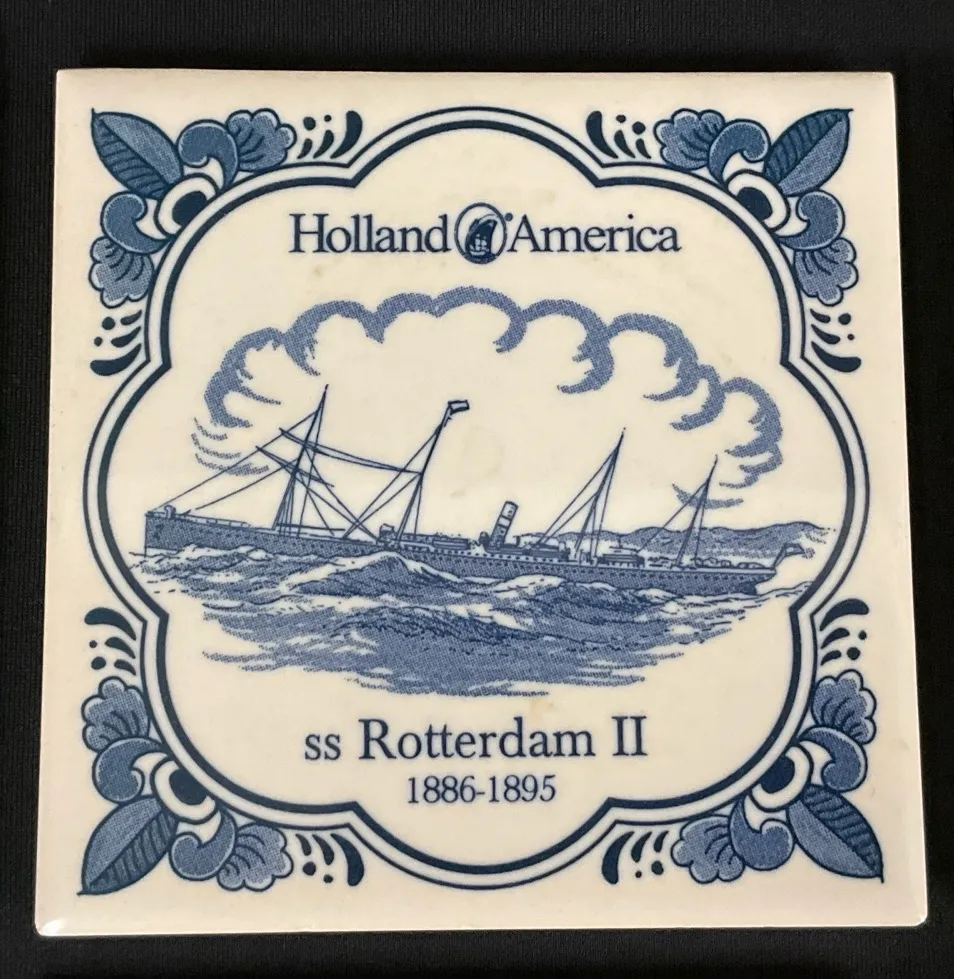 Holland America
ss Rotterdam II
1886-1895